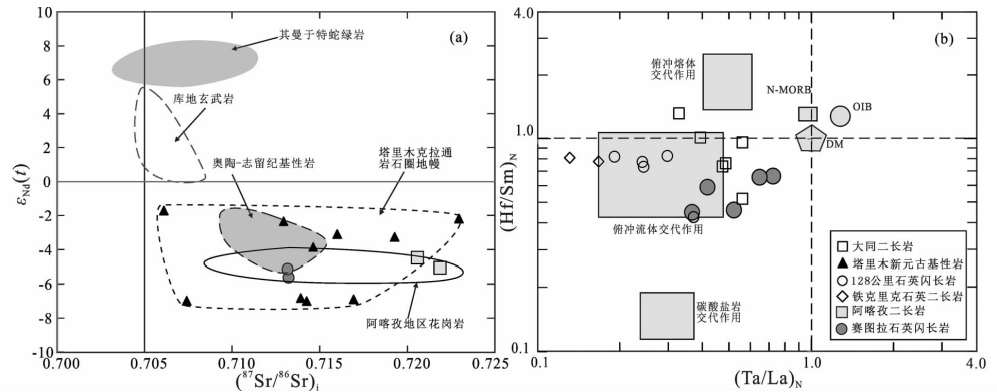 (a)
8
6
4
2
0
-2
-4
-6
-8
-10
εNd(t)
0.700
0.705
0.710
0.715
0.720
0.725
(⁸⁷Sr/⁸⁶Sr)i
其曼于特蛇绿岩
库地玄武岩
奥陶-志留纪基性岩
塔里木克拉通
岩石圈地幔
阿喀孜地区花岗岩
(b)
4.0
1.0
0.1
(Hf/Sm)N
0.1
1.0
4.0
(Ta/La)N
俯冲熔体
交代作用
N-MORB
OIB
DM
俯冲流体交代作用
碳酸盐岩
交代作用
大同二长岩
塔里木新元古基性岩
128公里石英闪长岩
铁克里克石英二长岩
阿喀孜二长岩
赛图拉石英闪长岩